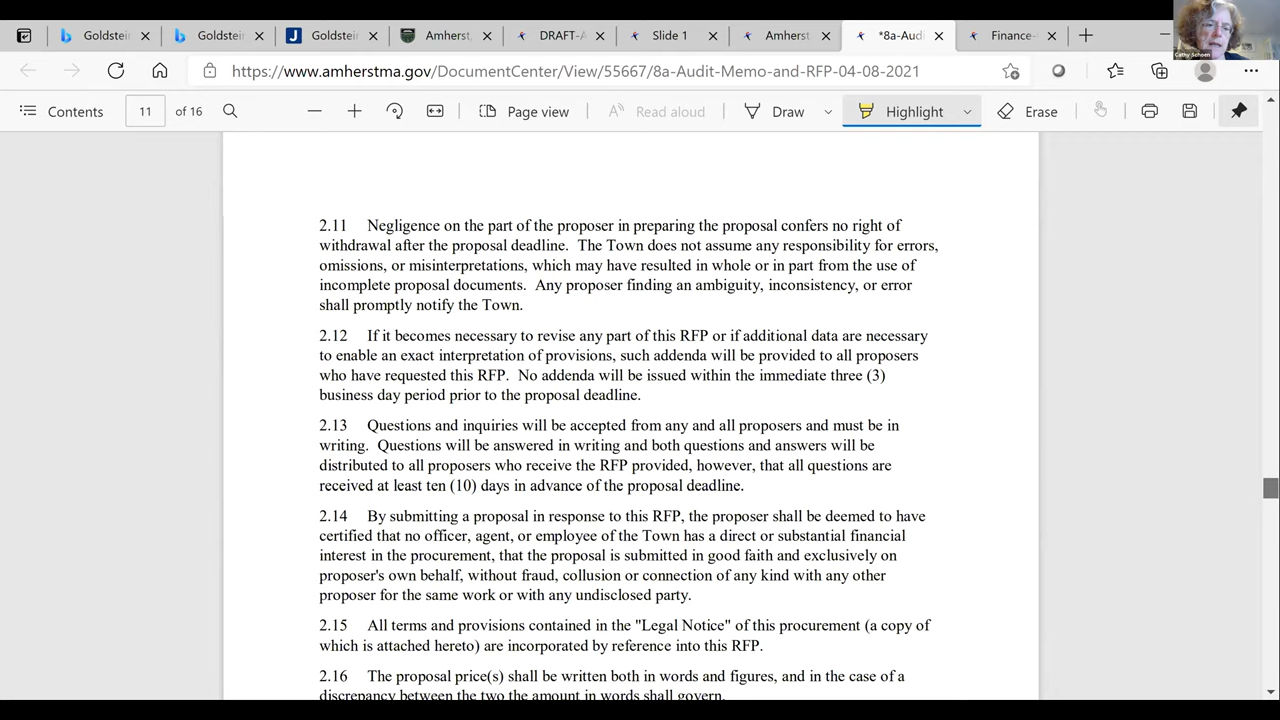 Goldstein
Goldstein
Goldstein
Amherst,
DRAFT-A
Slide 1
Amherst
*8a-Audi
Finance-
Cathy Schoen
https://www.amherstma.gov/DocumentCenter/View/55667/8a-Audit-Memo-and-RFP-04-08-2021
Contents
11
of 16
Page view
Read aloud
Draw
Highlight
Erase
2.11 Negligence on the part of the proposer in preparing the proposal confers no right of
withdrawal after the proposal deadline. The Town does not assume any responsibility for errors,
omissions, or misinterpretations, which may have resulted in whole or in part from the use of
incomplete proposal documents. Any proposer finding an ambiguity, inconsistency, or error
shall promptly notify the Town.
2.12 If it becomes necessary to revise any part of this RFP or if additional data are necessary
to enable an exact interpretation of provisions, such addenda will be provided to all proposers
who have requested this RFP. No addenda will be issued within the immediate three (3)
business day period prior to the proposal deadline.
2.13 Questions and inquiries will be accepted from any and all proposers and must be in
writing. Questions will be answered in writing and both questions and answers will be
distributed to all proposers who receive the RFP provided, however, that all questions are
received at least ten (10) days in advance of the proposal deadline.
2.14 By submitting a proposal in response to this RFP, the proposer shall be deemed to have
certified that no officer, agent, or employee of the Town has a direct or substantial financial
interest in the procurement, that the proposal is submitted in good faith and exclusively on
proposer's own behalf, without fraud, collusion or connection of any kind with any other
proposer for the same work or with any undisclosed party.
2.15 All terms and provisions contained in the "Legal Notice" of this procurement (a copy of
which is attached hereto) are incorporated by reference into this RFP.
2.16 The proposal price(s) shall be written both in words and figures, and in the case of a
discrepancy between the two the amount in words shall govern.